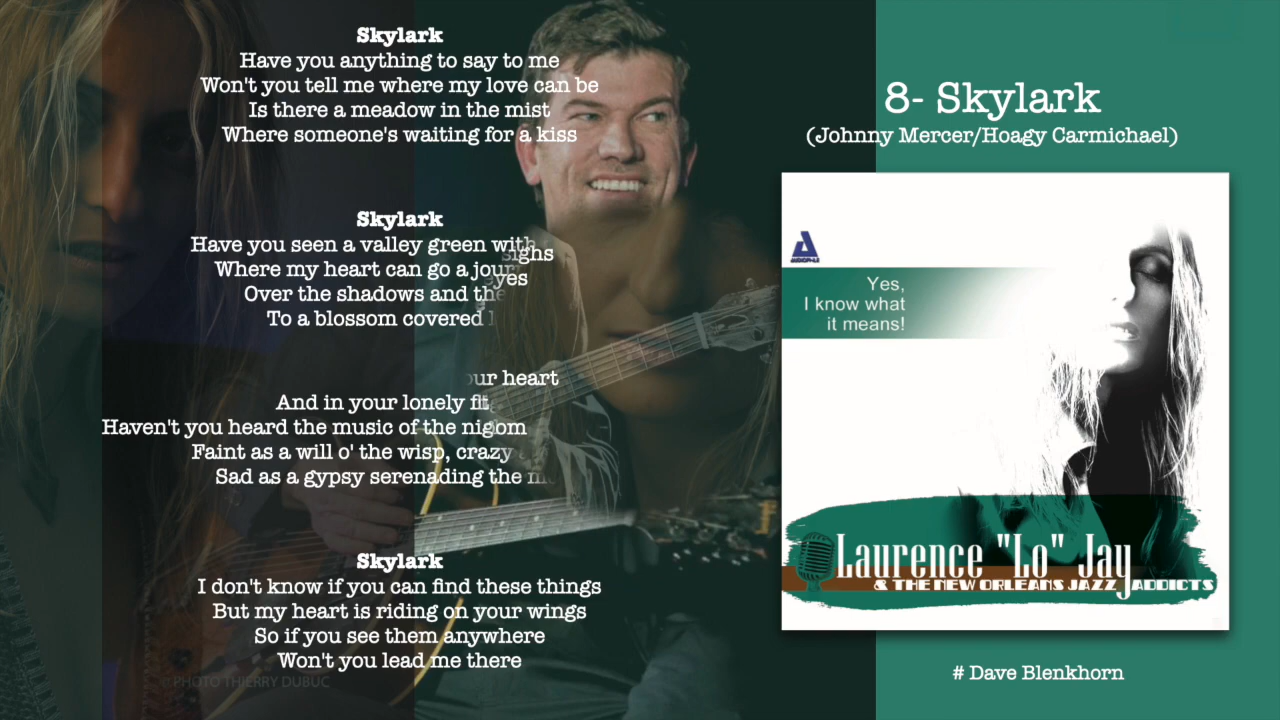 Skylark
Have you anything to say to me
Won't you tell me where my love can be
Is there a meadow in the mist
Where someone's waiting for a kiss
Skylark
Have you seen a valley green with
sighs
Where my heart can go a jour
eyes
Over the shadows and the
To a blossom covered
our heart
And in your lonely
Haven't you heard the music of the
Faint as a will o' the wisp, crazy
Sad as a gypsy serenading the
Skylark
I don't know if you can find these things
But my heart is riding on your wings
So if you see them anywhere
Won't you lead me there
PHOTO THIERRY DUBUC
8- Skylark
(Johnny Mercer/Hoagy Carmichael)
Yes,
I know what
it means!
Laurence "Lo" Jay
& THE NEW ORLEANS JAZZ ADDICTS
# Dave Blenkhorn